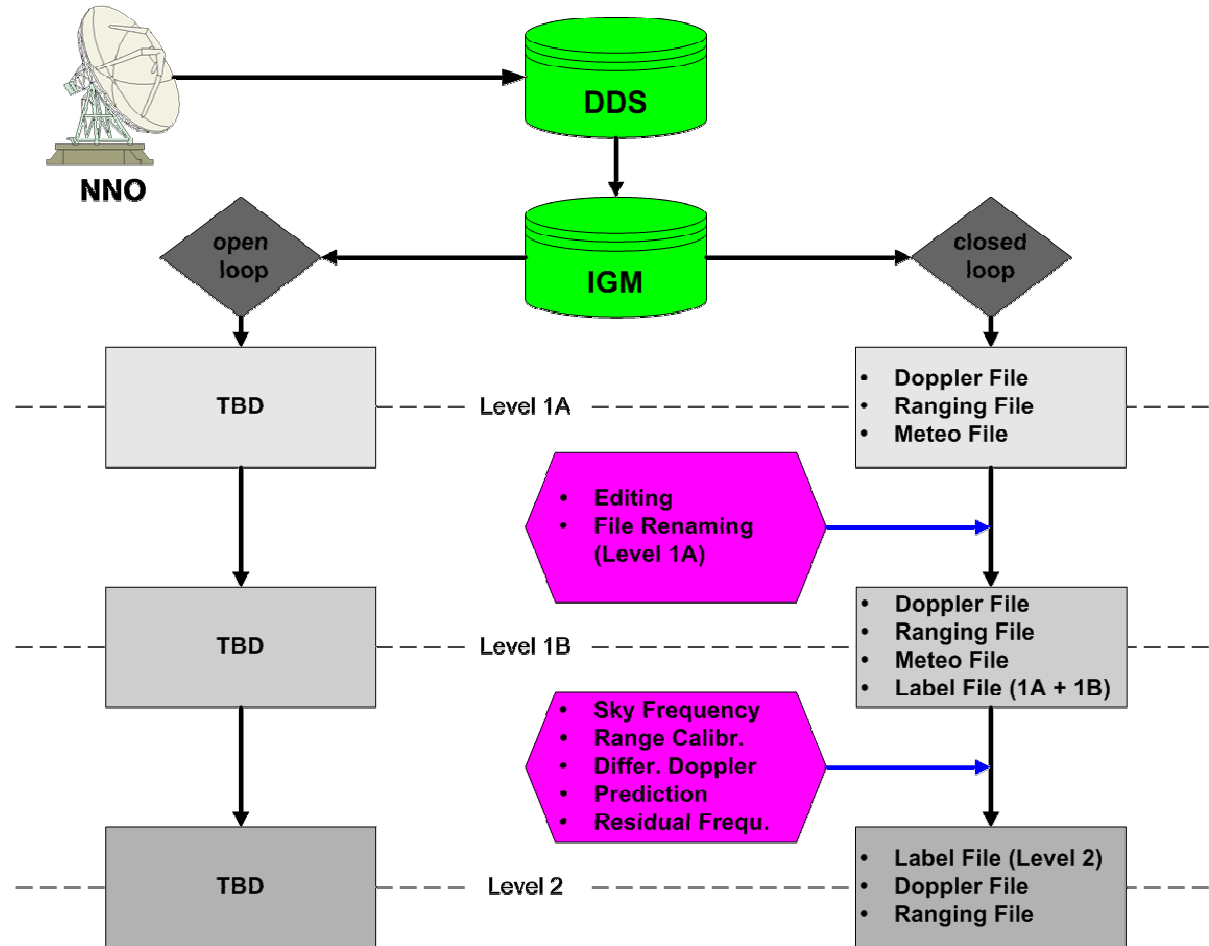 DDS
NNO
open
loop
IGM
closed
loop
TBD
Level 1A
• Doppler File
• Ranging File
• Meteo File
• Editing
• File Renaming
(Level 1A)
TBD
Level 1B
• Doppler File
• Ranging File
• Meteo File
• Label File (1A + 1B)
• Sky Frequency
• Range Calibr.
• Differ. Doppler
• Prediction
• Residual Frequ.
TBD
Level 2
• Label File (Level 2)
• Doppler File
• Ranging File